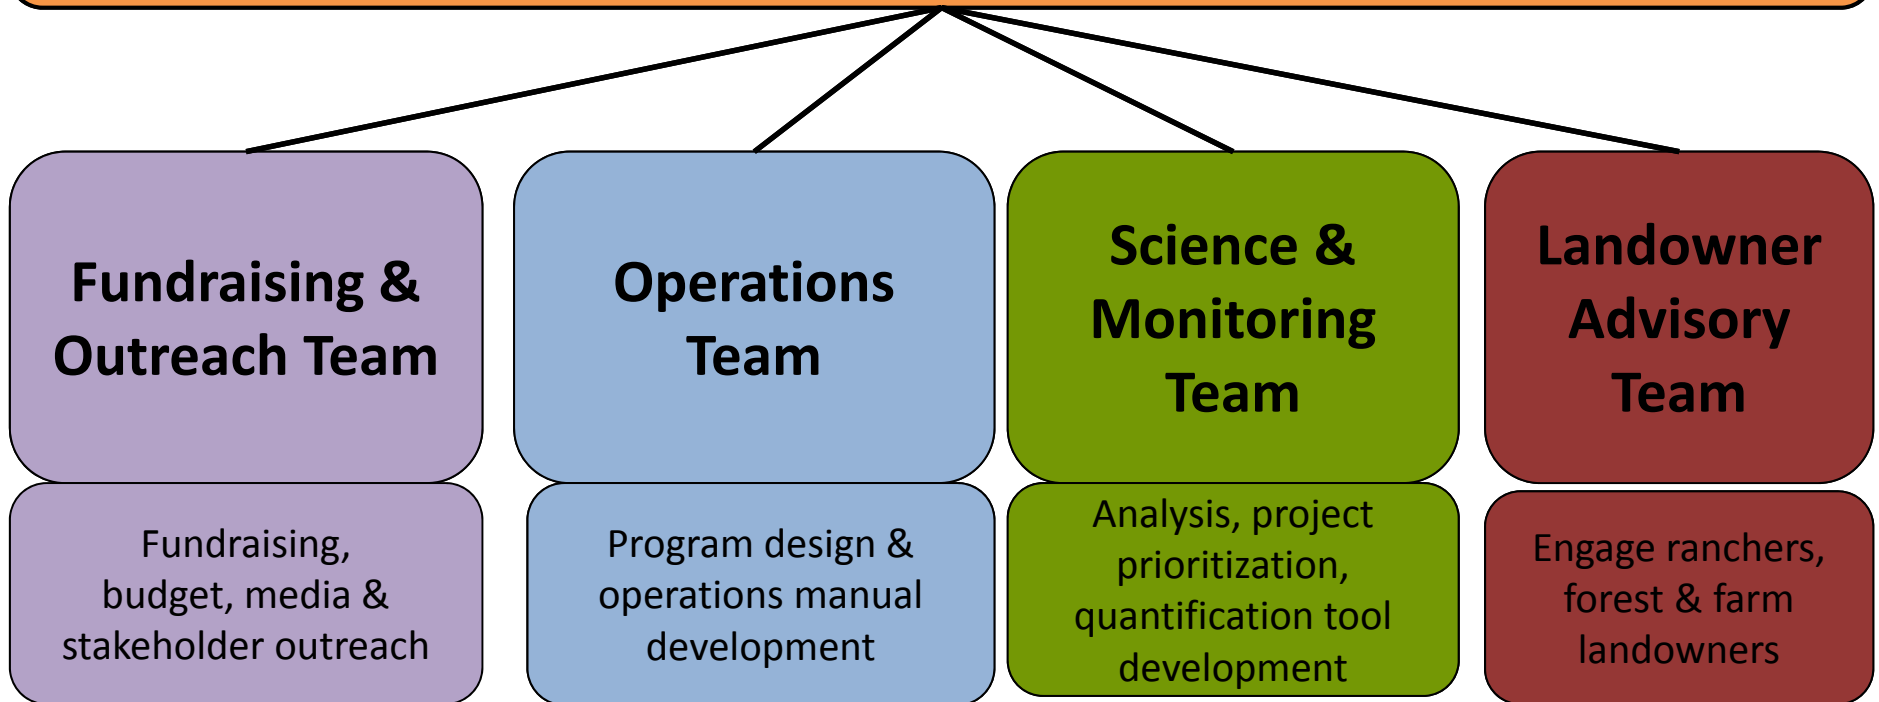 Fundraising &
Outreach Team
Operations
Team
Science &
Monitoring
Team
Landowner
Advisory
Team
Fundraising,
budget, media &
stakeholder outreach
Program design &
operations manual
development
Analysis, project
prioritization,
quantification tool
development
Engage ranchers,
forest & farm
landowners